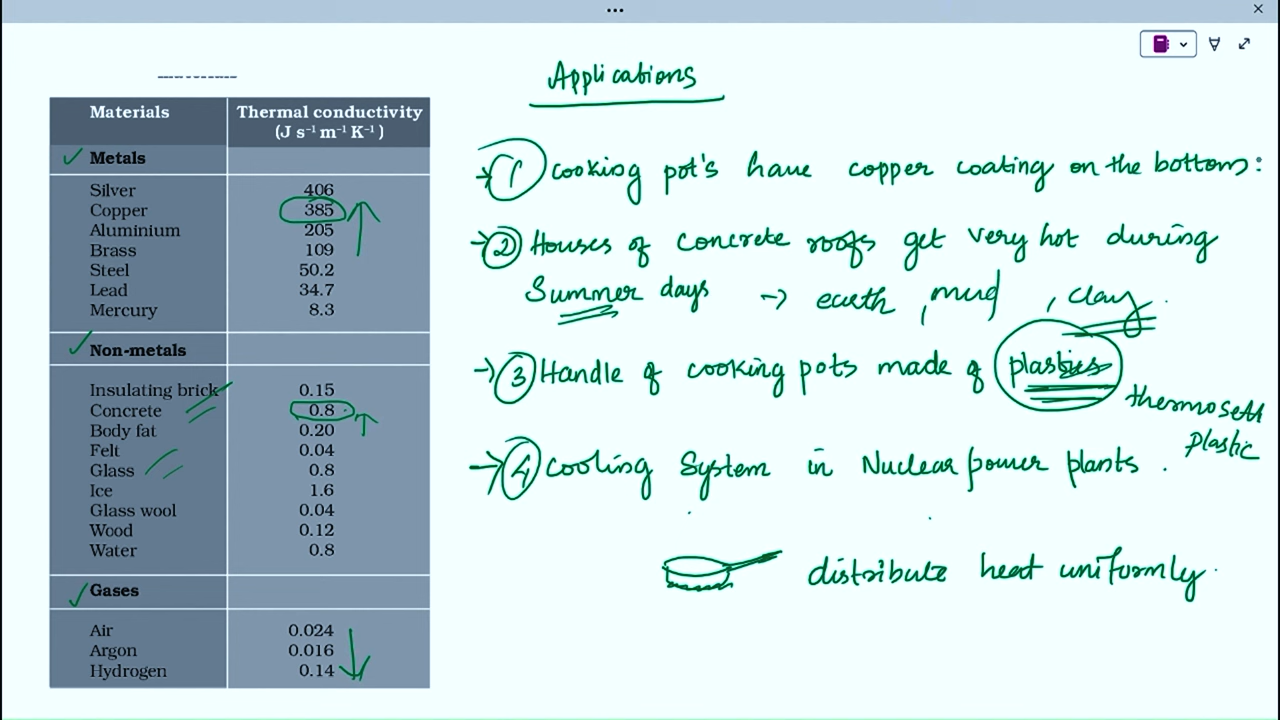 Applications
Materials Thermal conductivity
(J s⁻¹ m⁻¹ K⁻¹)
Metals
Silver 406
Copper 385
Aluminium 205
Brass 109
Steel 50.2
Lead 34.7
Mercury 8.3
Non-metals
Insulating brick 0.15
Concrete 0.8
Body fat 0.20
Felt 0.04
Glass 0.8
Ice 1.6
Glass wool 0.04
Wood 0.12
Water 0.8
Gases
Air 0.024
Argon 0.016
Hydrogen 0.14
→ 1 cooking pot's have copper coating on the bottom:
→ 2 Houses of concrete roofs get very hot during
Summer days → earth, mud, clay.
→ 3 Handle of cooking pots made of plastics
thermosett
plastic
→ 4 cooling system in Nuclear power plants.
distribute heat uniformly.